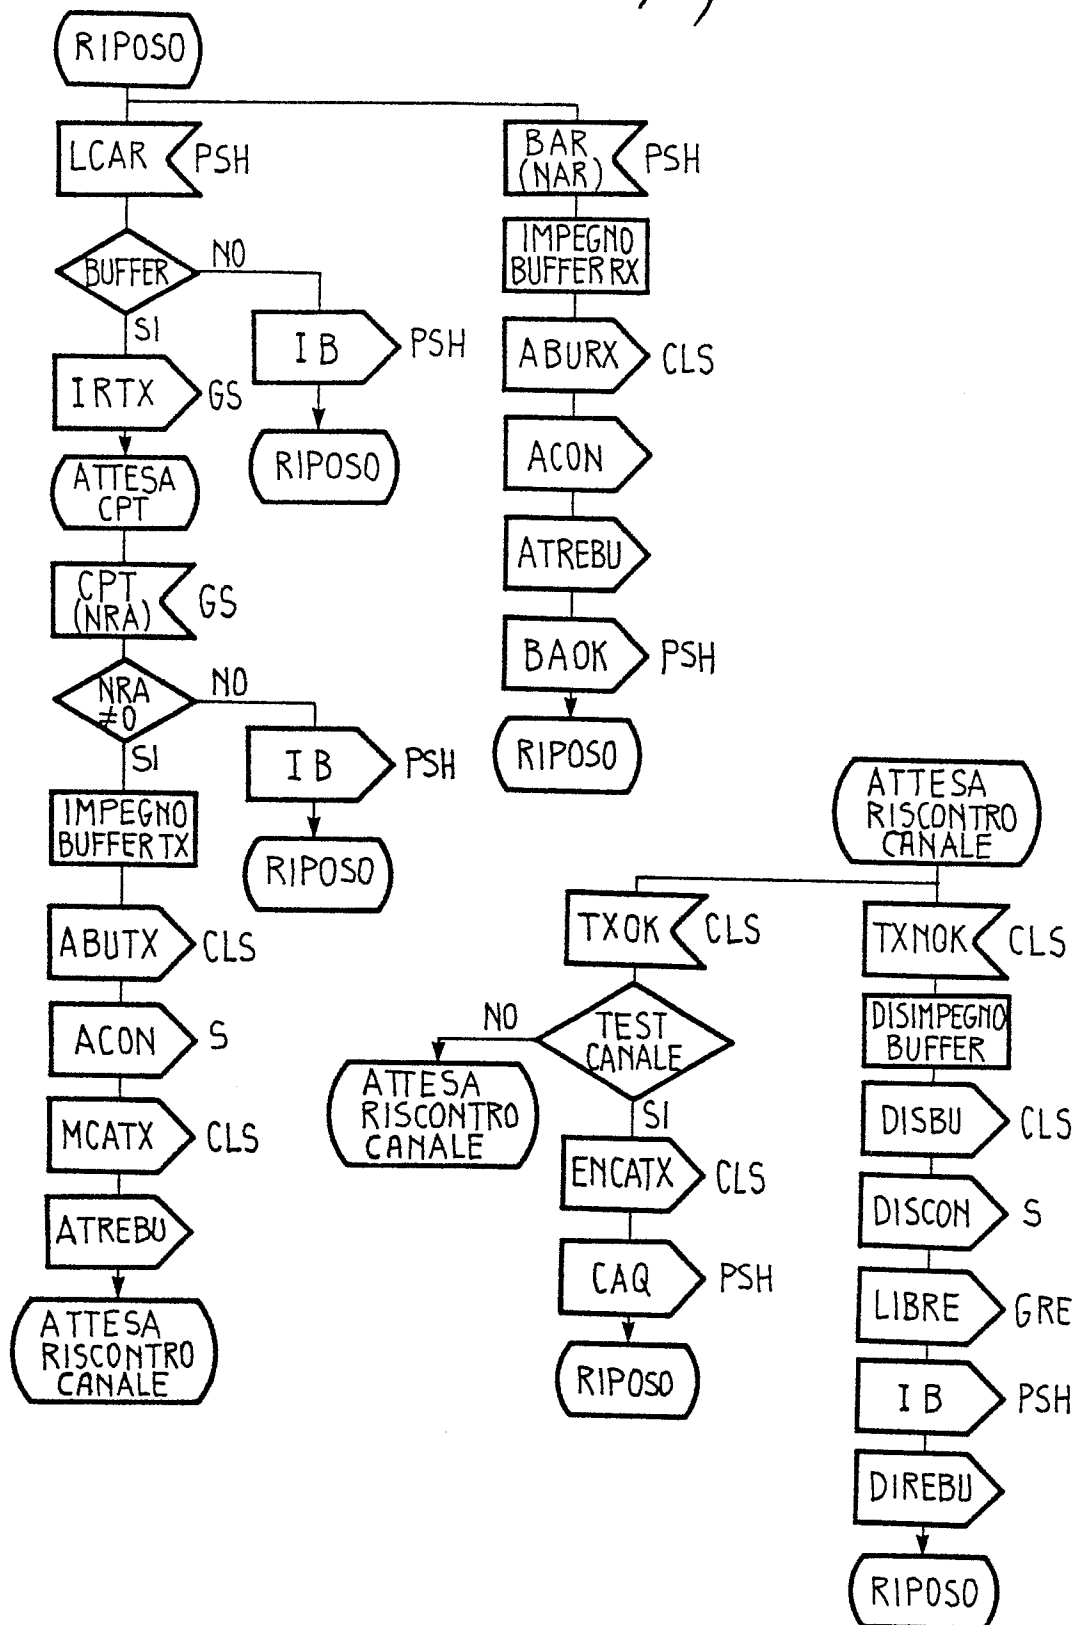 RIPOSO
LCAR
PSH
BUFFER
NO
SI
I B
PSH
RIPOSO
IRTX
GS
ATTESA
CPT
CPT
(NRA)
GS
NRA
≠0
NO
SI
I B
PSH
RIPOSO
IMPEGNO
BUFFER TX
ABUTX
CLS
ACON
S
MCATX
CLS
ATREBU
ATTESA
RISCONTRO
CANALE
BAR
(NAR)
PSH
IMPEGNO
BUFFER RX
ABURX
CLS
ACON
ATREBU
BAOK
PSH
RIPOSO
ATTESA
RISCONTRO
CANALE
TXOK
CLS
TEST
CANALE
NO
ATTESA
RISCONTRO
CANALE
SI
ENCATX
CLS
CAQ
PSH
RIPOSO
TXNOK
CLS
DISIMPEGNO
BUFFER
DISBU
CLS
DISCON
S
LIBRE
GRE
I B
PSH
DIREBU
RIPOSO